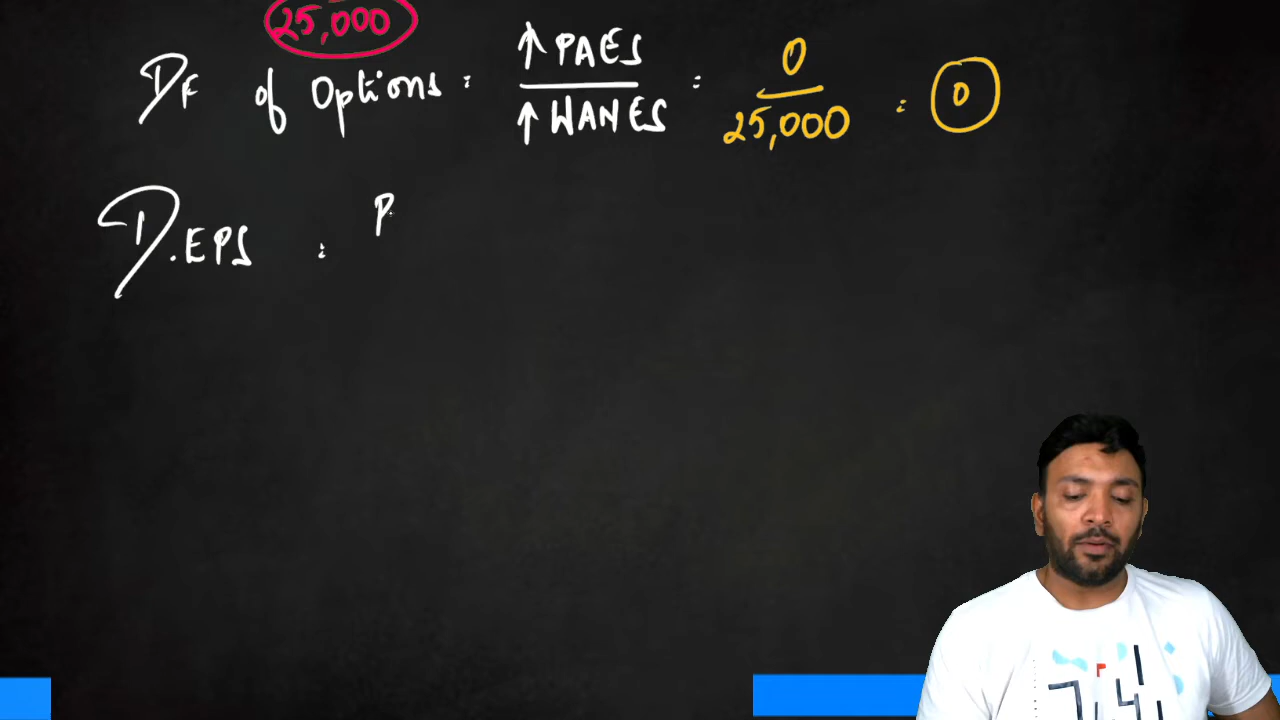 25,000
DF of Options : ↑ PAES / ↑ WANES : 0 / 25,000 : 0
D.EPS : P